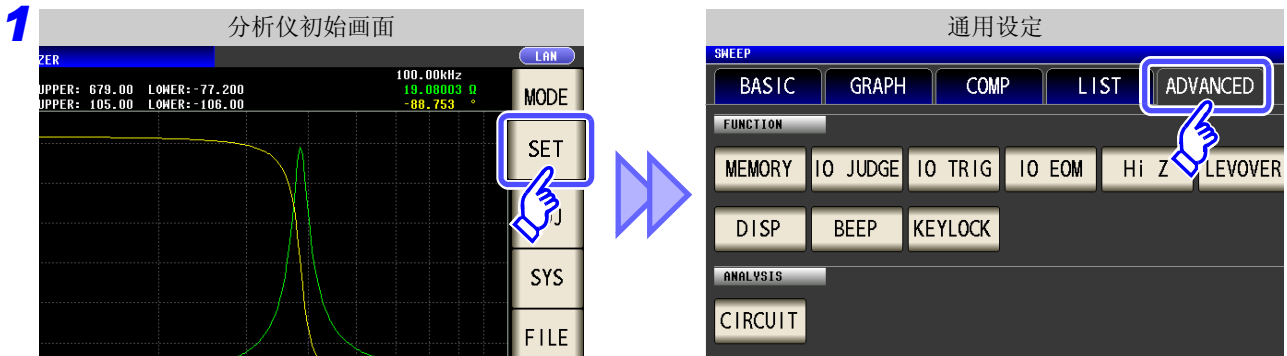 1
分析仪初始画面
ZER
LAN
UPPER: 679.00 LOWER:-77.200
UPPER: 105.00 LOWER:-106.00
100.00kHz
19.08003 Ω
-88.753 °
MODE
SET
SYS
FILE
通用设定
SWEEP
BASIC GRAPH COMP LIST ADVANCED
FUNCTION
MEMORY IO JUDGE IO TRIG IO EOM Hi Z LEVOVER
DISP BEEP KEYLOCK
ANALYSIS
CIRCUIT